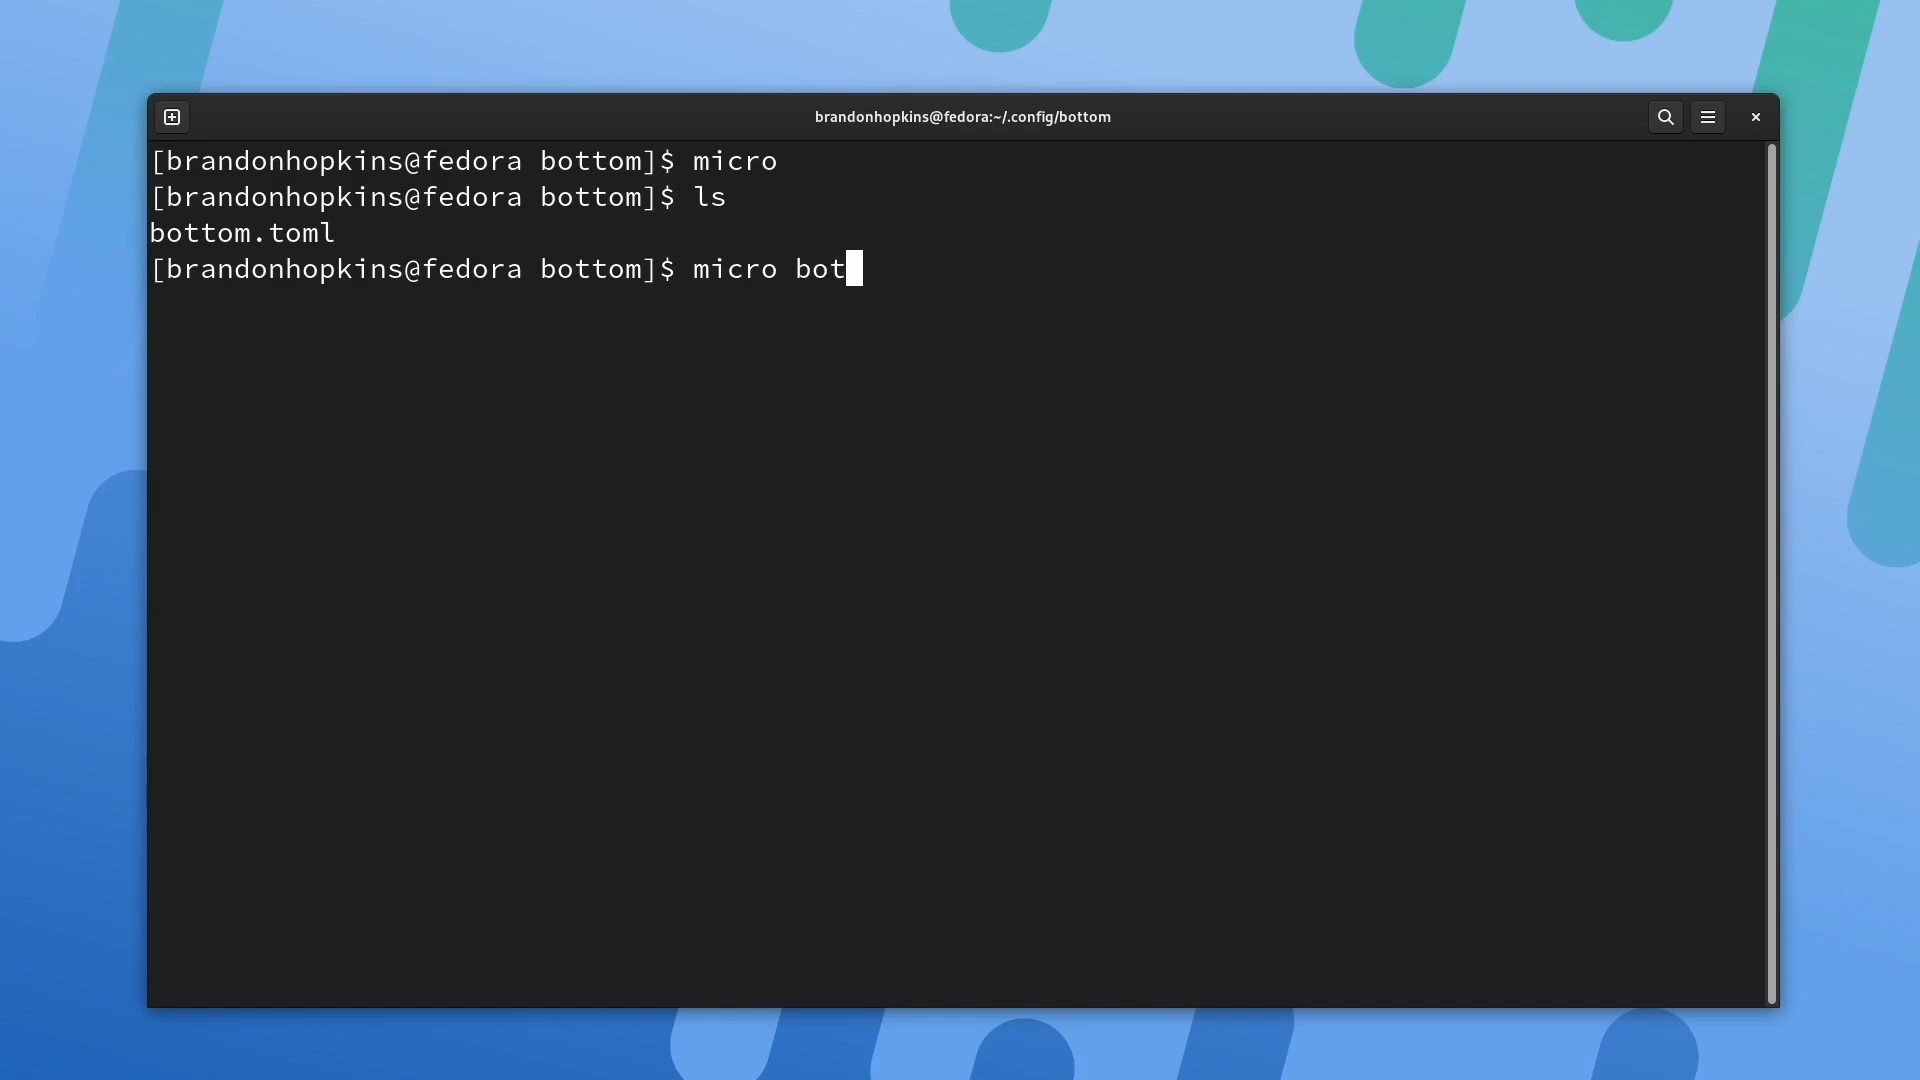 brandonhopkins@fedora:~/.config/bottom
[brandonhopkins@fedora bottom]$ micro
[brandonhopkins@fedora bottom]$ ls
bottom.toml
[brandonhopkins@fedora bottom]$ micro bot